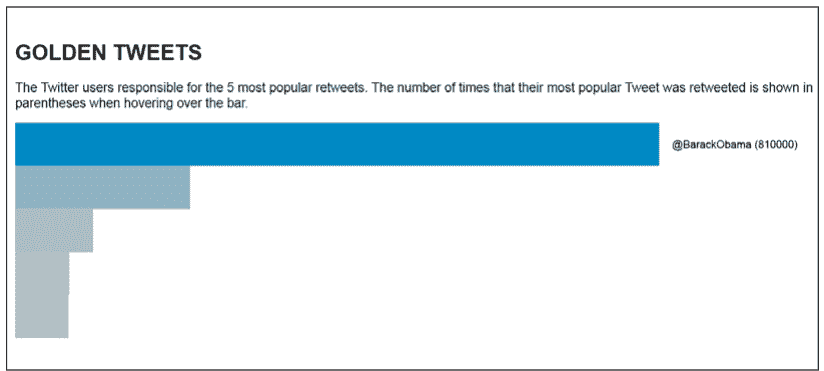 GOLDEN TWEETS
The Twitter users responsible for the 5 most popular retweets. The number of times that their most popular Tweet was retweeted is shown in
parentheses when hovering over the bar.
@BarackObama (810000)